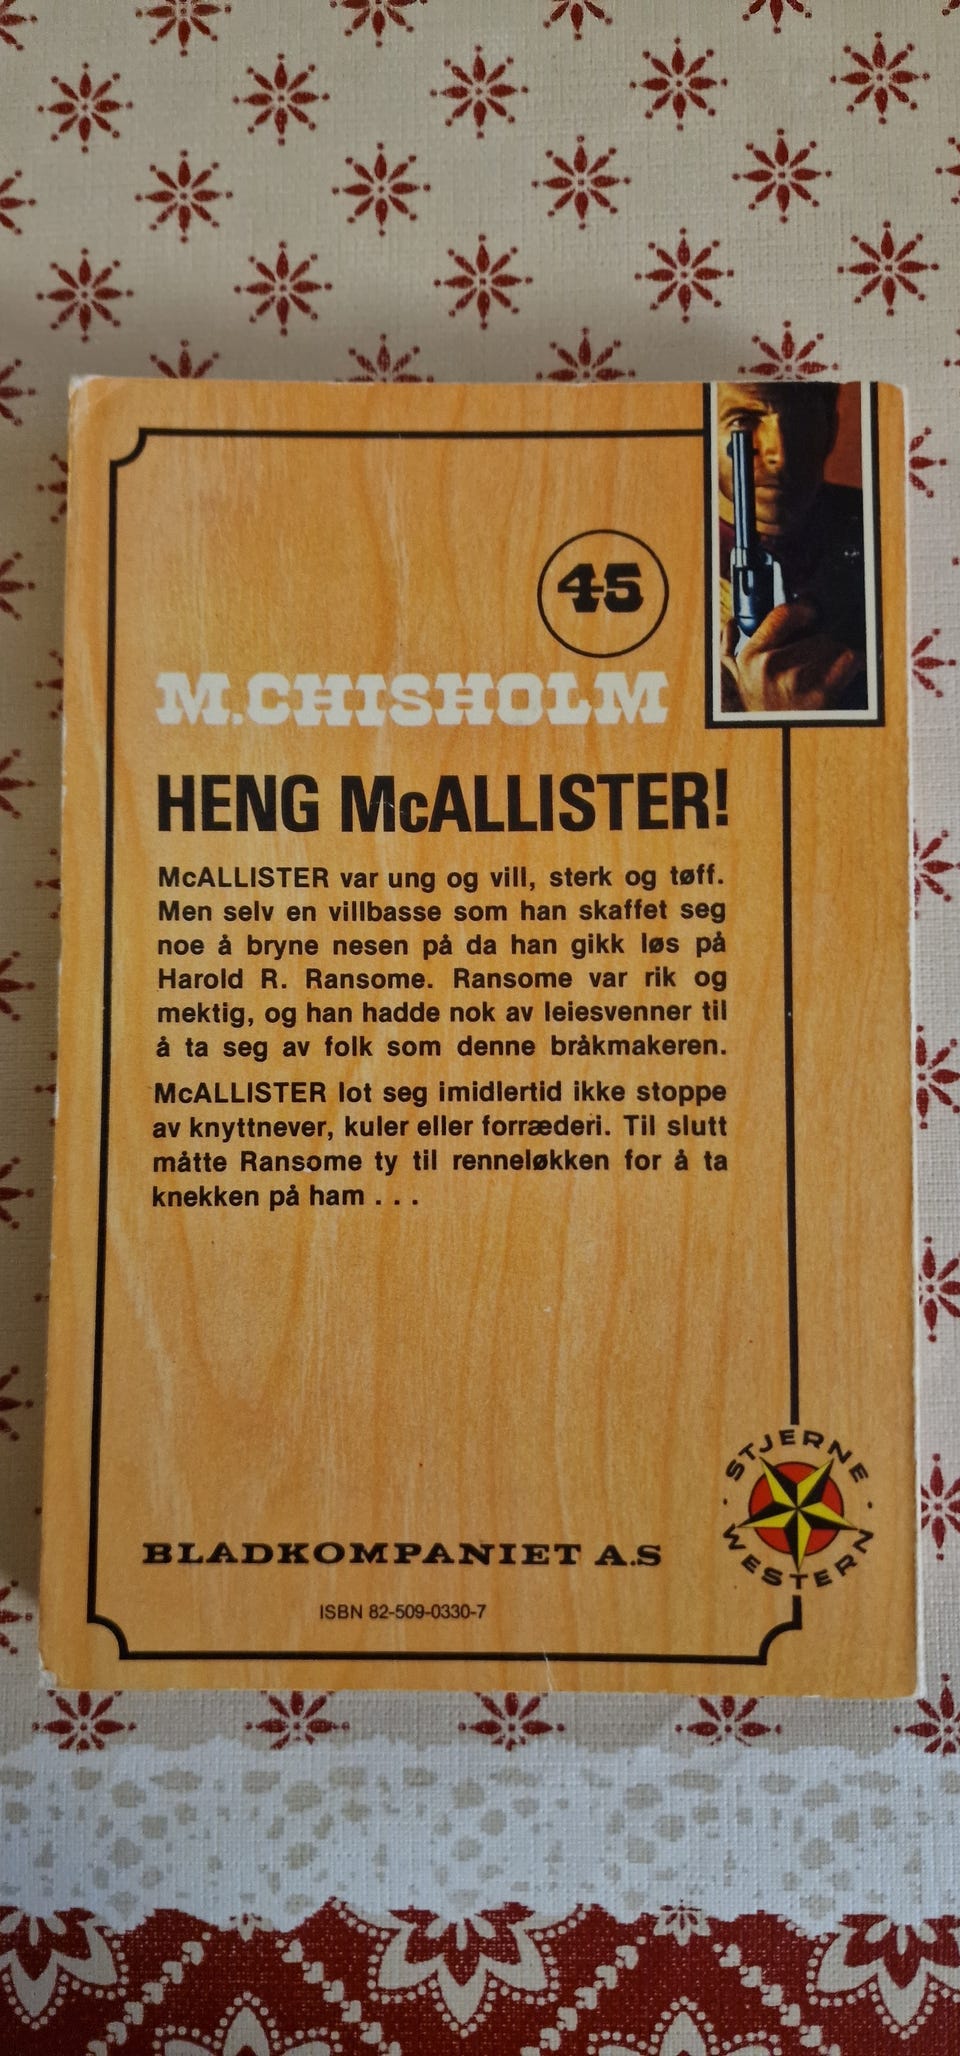 45
M.CHISHOLM
HENG McALLISTER!
McALLISTER var ung og vill, sterk og tøff.
Men selv en villbasse som han skaffet seg
noe å bryne nesen på da han gikk løs på
Harold R. Ransome. Ransome var rik og
mektig, og han hadde nok av leiesvenner til
å ta seg av folk som denne bråkmakeren.
McALLISTER lot seg imidlertid ikke stoppe
av knyttnever, kuler eller forræderi. Til slutt
måtte Ransome ty til renneløkken for å ta
knekken på ham . . .
STJERNE
WESTERN
BLADKOMPANIET A.S
ISBN 82-509-0330-7